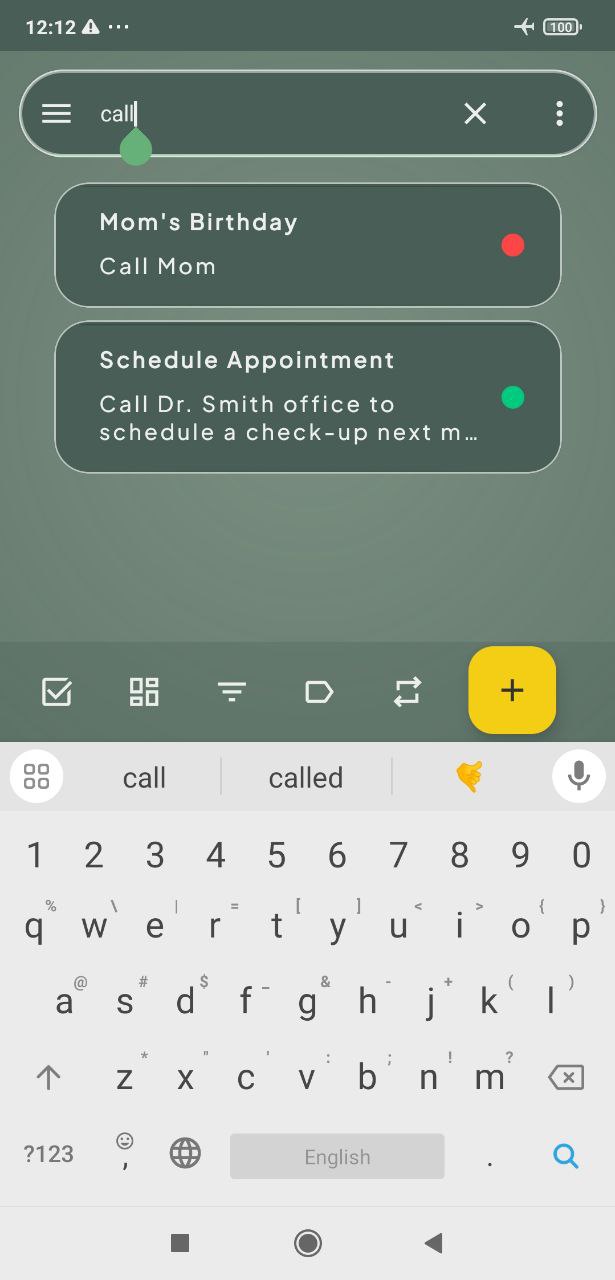 12:12
100
call
Mom's Birthday
Call Mom
Schedule Appointment
Call Dr. Smith office to
schedule a check-up next m…
call called
1 2 3 4 5 6 7 8 9 0
% \ | = [ ] < > { }
q w e r t y u i o p
@ # $ _ & - + ( )
a s d f g h j k l
* " ' : ; ! ?
z x c v b n m
?123 , English .